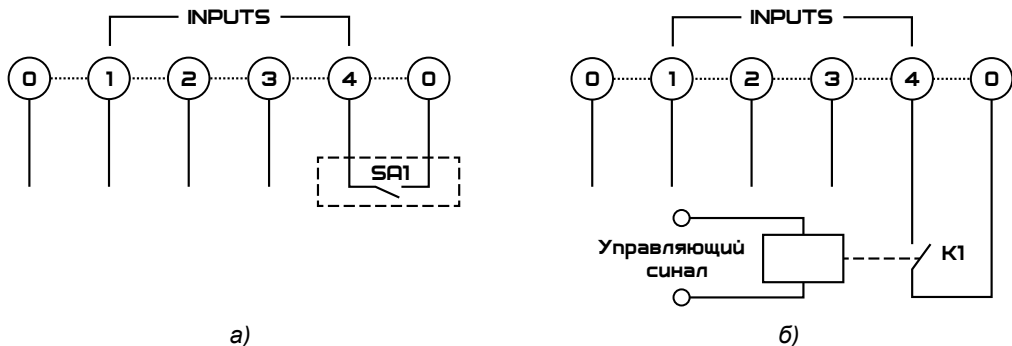 INPUTS
0 1 2 3 4 0
SA1
а)
INPUTS
0 1 2 3 4 0
Управляющий
синал
K1
б)